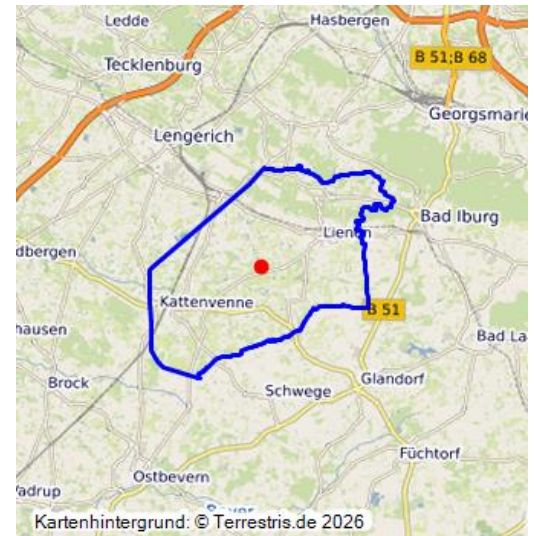 Ledde
Hasbergen
B 51;B 68
Tecklenburg
Georgsmarie
Lengerich
Bad Iburg
Lienen
dbergen
Kattenvenne
B 51
hausen
Bad La
Brock
Glandorf
Schwege
Füchtorf
Ostbevern
Vadrup
Kartenhintergrund: © Terrestris.de 2026